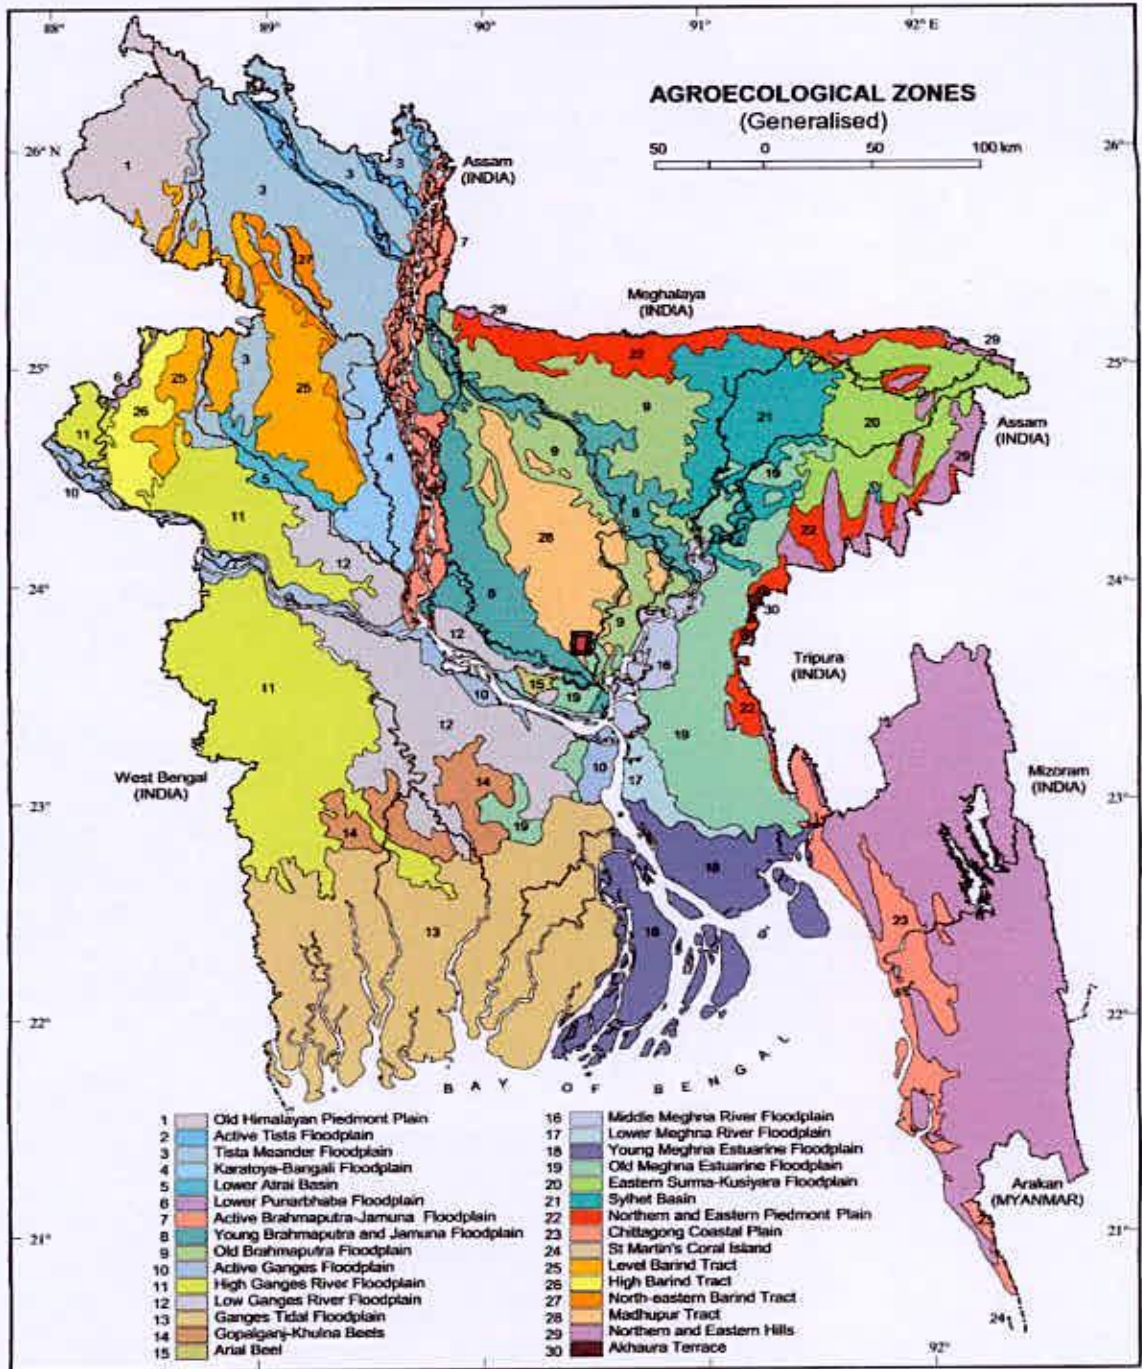 88° 89° 90° 91° 92° E
AGROECOLOGICAL ZONES
(Generalised)
50 0 50 100 km
26° N
26°
Assam
(INDIA)
Meghalaya
(INDIA)
25°
25°
Assam
(INDIA)
24°
24°
Tripura
(INDIA)
West Bengal
(INDIA)
Mizoram
(INDIA)
23°
23°
22°
22°
BAY OF BENGAL
Arakan
(MYANMAR)
21°
21°
92°
1 Old Himalayan Piedmont Plain
2 Active Tista Floodplain
3 Tista Meander Floodplain
4 Karatoya-Bangali Floodplain
5 Lower Atrai Basin
6 Lower Punarbhaba Floodplain
7 Active Brahmaputra-Jamuna Floodplain
8 Young Brahmaputra and Jamuna Floodplain
9 Old Brahmaputra Floodplain
10 Active Ganges Floodplain
11 High Ganges River Floodplain
12 Low Ganges River Floodplain
13 Ganges Tidal Floodplain
14 Gopalganj-Khulna Beels
15 Arial Beel
16 Middle Meghna River Floodplain
17 Lower Meghna River Floodplain
18 Young Meghna Estuarine Floodplain
19 Old Meghna Estuarine Floodplain
20 Eastern Surma-Kusiyara Floodplain
21 Sylhet Basin
22 Northern and Eastern Piedmont Plain
23 Chittagong Coastal Plain
24 St Martin's Coral Island
25 Level Barind Tract
26 High Barind Tract
27 North-eastern Barind Tract
28 Madhupur Tract
29 Northern and Eastern Hills
30 Akhaura Terrace